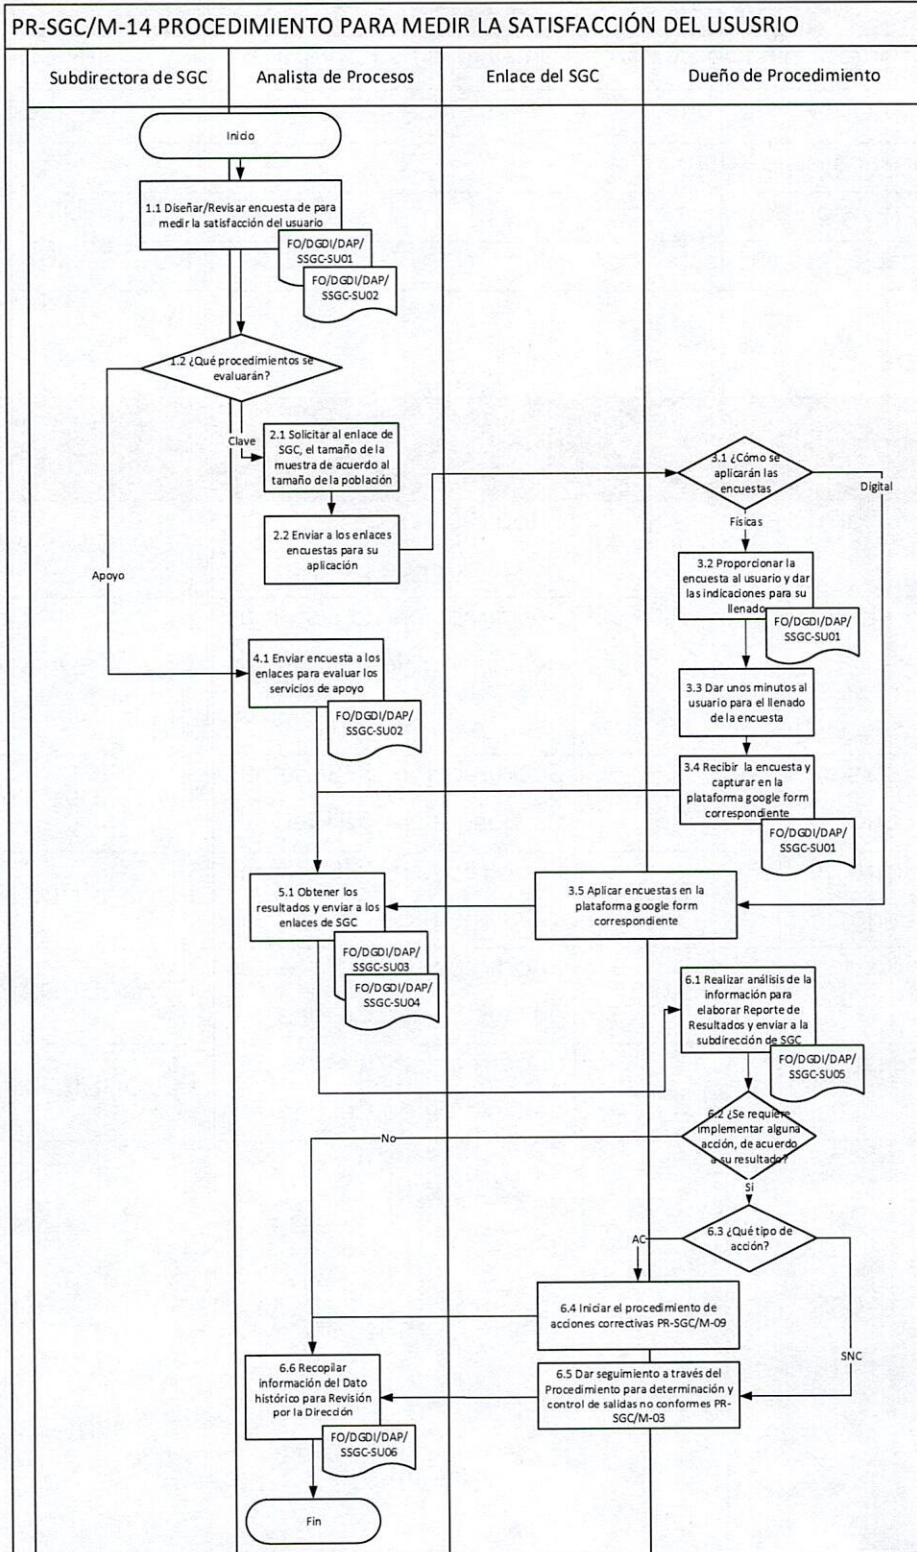 PR-SGC/M-14 PROCEDIMIENTO PARA MEDIR LA SATISFACCIÓN DEL USUSRIO
Subdirectora de SGC
Analista de Procesos
Enlace del SGC
Dueño de Procedimiento
Inicio
1.1 Diseñar/Revisar encuesta de para
medir la satisfacción del usuario
FO/DGDI/DAP/
SSGC-SU01
FO/DGDI/DAP/
SSGC-SU02
1.2 ¿Qué procedimientos se
evaluarán?
Clave
2.1 Solicitar al enlace de
SGC, el tamaño de la
muestra de acuerdo al
tamaño de la población
2.2 Enviar a los enlaces
encuestas para su
aplicación
3.1 ¿Cómo se
aplicarán las
encuestas
Digital
Físicas
3.2 Proporcionar la
encuesta al usuario y dar
las indicaciones para su
llenado
FO/DGDI/DAP/
SSGC-SU01
Apoyo
4.1 Enviar encuesta a los
enlaces para evaluar los
servicios de apoyo
FO/DGDI/DAP/
SSGC-SU02
3.3 Dar unos minutos al
usuario para el llenado
de la encuesta
3.4 Recibir la encuesta y
capturar en la
plataforma google form
correspondiente
FO/DGDI/DAP/
SSGC-SU01
5.1 Obtener los
resultados y enviar a los
enlaces de SGC
FO/DGDI/DAP/
SSGC-SU03
FO/DGDI/DAP/
SSGC-SU04
3.5 Aplicar encuestas en la
plataforma google form
correspondiente
6.1 Realizar análisis de la
información para
elaborar Reporte de
Resultados y enviar a la
subdirección de SGC
FO/DGDI/DAP/
SSGC-SU05
6.2 ¿Se requiere
implementar alguna
acción, de acuerdo
a su resultado?
No
Si
6.3 ¿Qué tipo de
acción?
AC
SNC
6.4 Iniciar el procedimiento de
acciones correctivas PR-SGC/M-09
6.5 Dar seguimiento a través del
Procedimiento para determinación y
control de salidas no conformes PR-
SGC/M-03
6.6 Recopilar
información del Dato
histórico para Revisión
por la Dirección
FO/DGDI/DAP/
SSGC-SU06
Fin